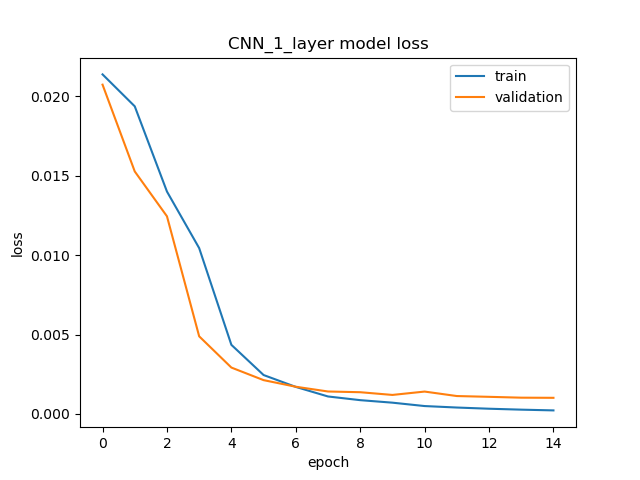 CNN_1_layer model loss
train
validation
0.020
0.015
0.010
0.005
0.000
loss
0 2 4 6 8 10 12 14
epoch